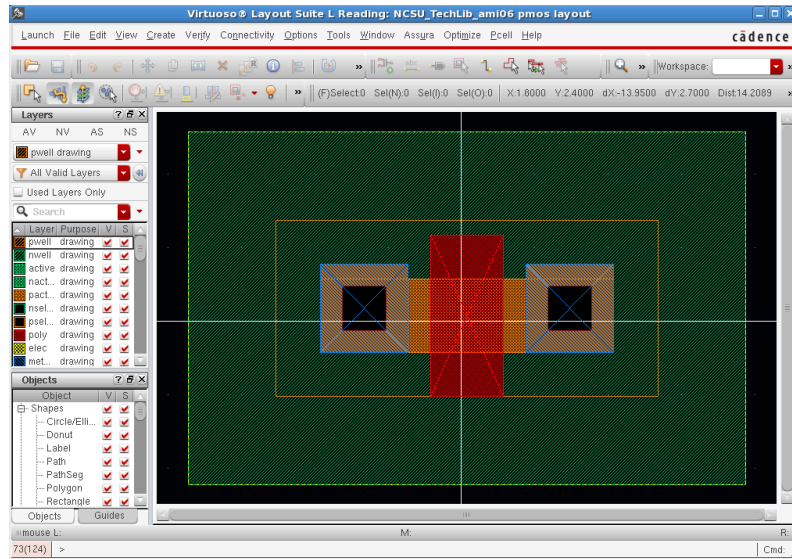 Virtuoso® Layout Suite L Reading: NCSU_TechLib_ami06 pmos layout
Launch File Edit View Create Verify Connectivity Options Tools Window Assura Optimize Pcell Help
cādence
» » » Workspace: »
» (F)Select:0 Sel(N):0 Sel(I):0 Sel(O):0 X:1.8000 Y:2.4000 dX:-13.9500 dY:2.7000 Dist:14.2089 »
Layers
AV NV AS NS
pwell drawing
All Valid Layers
Used Layers Only
Search
Layer Purpose V S
pwell drawing
nwell drawing
active drawing
nact... drawing
pact... drawing
nsel... drawing
psel... drawing
poly drawing
elec drawing
met... drawing
Objects
Object V S
Shapes
Circle/Elli...
Donut
Label
Path
PathSeg
Polygon
Rectangle
Objects Guides
mouse L: M: R:
73(124) > Cmd: